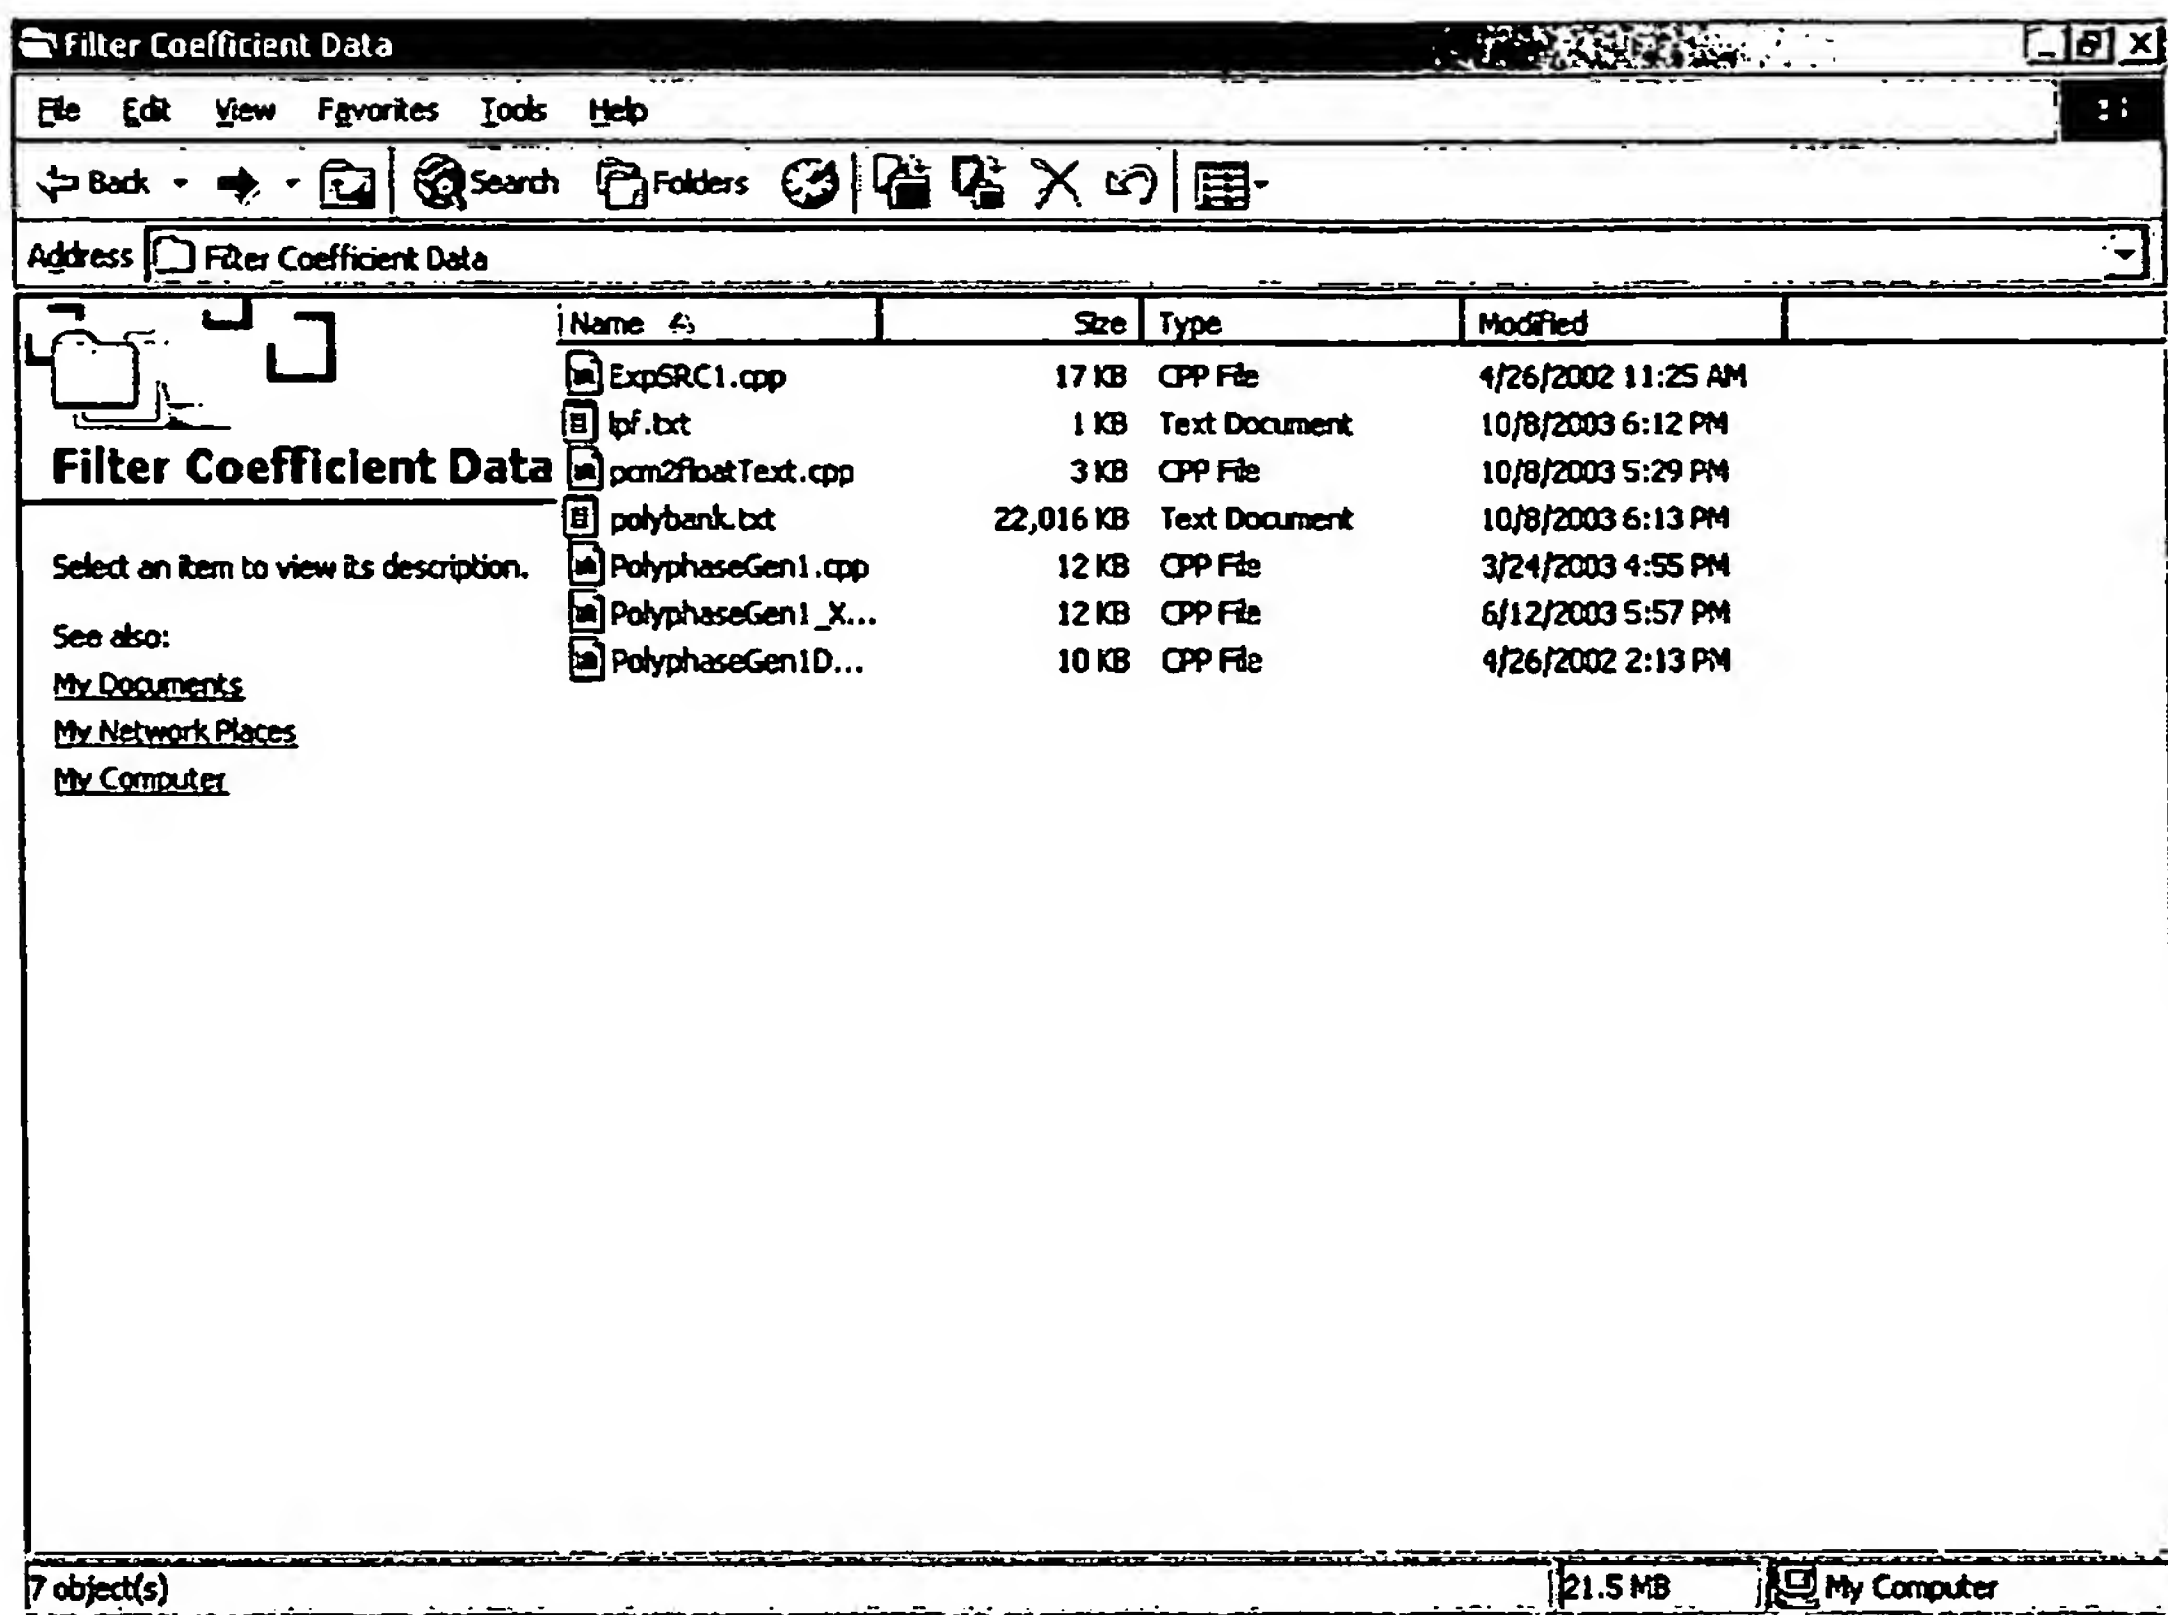 Filter Coefficient Data
File Edit View Favorites Tools Help
Back Search Folders
Address Filter Coefficient Data
Name Size Type Modified
ExpSRC1.cpp 17 KB CPP File 4/26/2002 11:25 AM
lpf.txt 1 KB Text Document 10/8/2003 6:12 PM
Filter Coefficient Data
pcm2floatText.cpp 3 KB CPP File 10/8/2003 5:29 PM
polybank.txt 22,016 KB Text Document 10/8/2003 6:13 PM
Select an item to view its description.
PolyphaseGen1.cpp 12 KB CPP File 3/24/2003 4:55 PM
PolyphaseGen1_X... 12 KB CPP File 6/12/2003 5:57 PM
See also:
PolyphaseGen1D... 10 KB CPP File 4/26/2002 2:13 PM
My Documents
My Network Places
My Computer
7 object(s) 21.5 MB My Computer